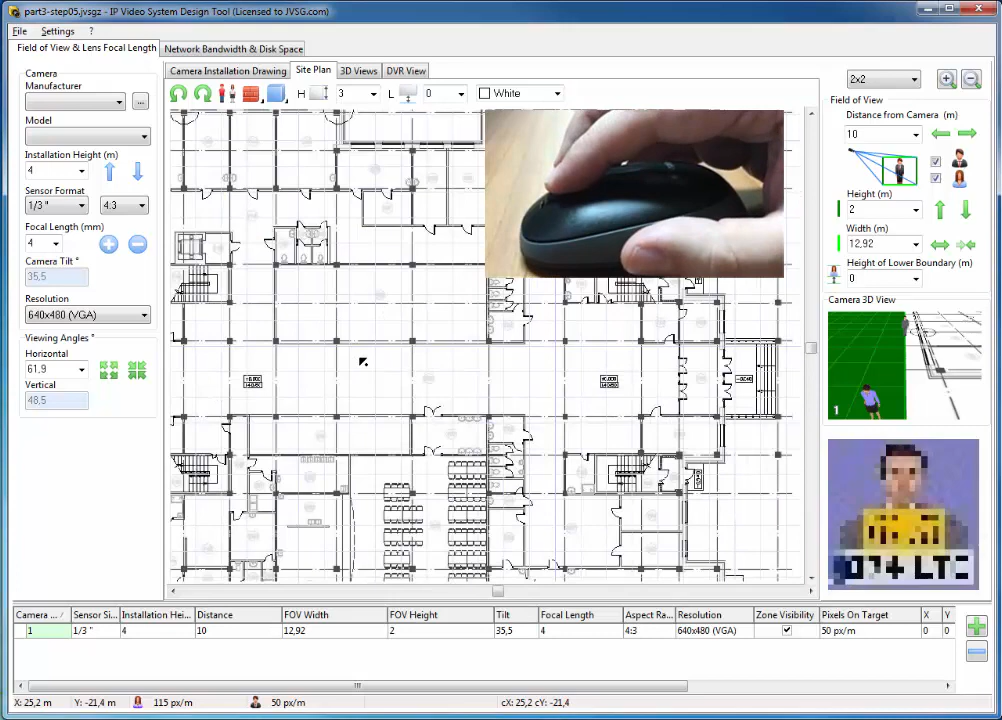 part3-step05.jvsgz - IP Video System Design Tool (Licensed to JVSG.com)
File Settings ?
Field of View & Lens Focal Length Network Bandwidth & Disk Space
Camera Installation Drawing Site Plan 3D Views DVR View
H 3 L 0 White
Camera
Manufacturer
...
Model
Installation Height (m)
4
Sensor Format
1/3 " 4:3
Focal Length (mm)
4
Camera Tilt °
35,5
Resolution
640x480 (VGA)
Viewing Angles °
Horizontal
61,9
Vertical
48,5
2x2
Field of View
Distance from Camera (m)
10
Height (m)
2
Width (m)
12,92
Height of Lower Boundary (m)
0
Camera 3D View
1
074 LTC
Camera ... Sensor Si... Installation Hei... Distance FOV Width FOV Height Tilt Focal Length Aspect Ra... Resolution Zone Visibility Pixels On Target X Y
1 1/3 " 4 10 12,92 2 35,5 4 4:3 640x480 (VGA) 50 px/m 0 0
X: 25,2 m Y: -21,4 m 115 px/m 50 px/m cX: 25,2 cY: -21,4